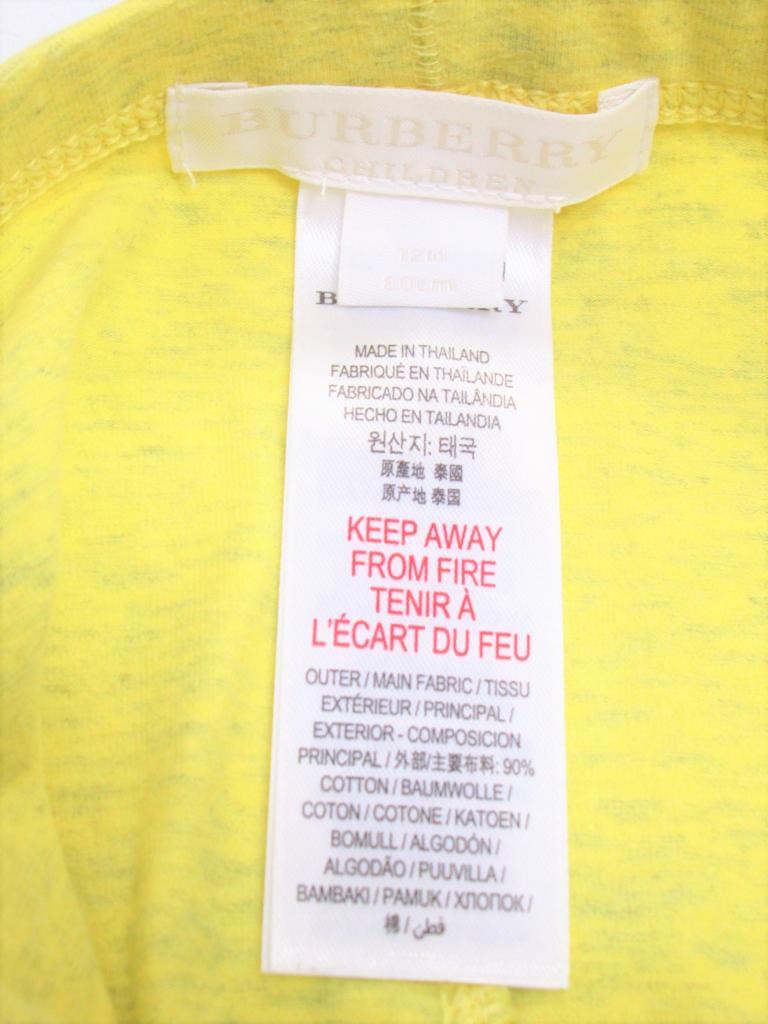 BURBERRY
CHILDREN
12M
80cm
MADE IN THAILAND
FABRIQUÉ EN THAÏLANDE
FABRICADO NA TAILÂNDIA
HECHO EN TAILANDIA
원산지: 태국
原產地 泰國
原产地 泰国
KEEP AWAY
FROM FIRE
TENIR À
L'ÉCART DU FEU
OUTER / MAIN FABRIC / TISSU
EXTÉRIEUR / PRINCIPAL /
EXTERIOR - COMPOSICION
PRINCIPAL / 外部/主要布料: 90%
COTTON / BAUMWOLLE /
COTON / COTONE / KATOEN /
BOMULL / ALGODÓN /
ALGODÃO / PUUVILLA /
BAMBAKI / PAMUK / ХЛОПОК /
棉 / قطن